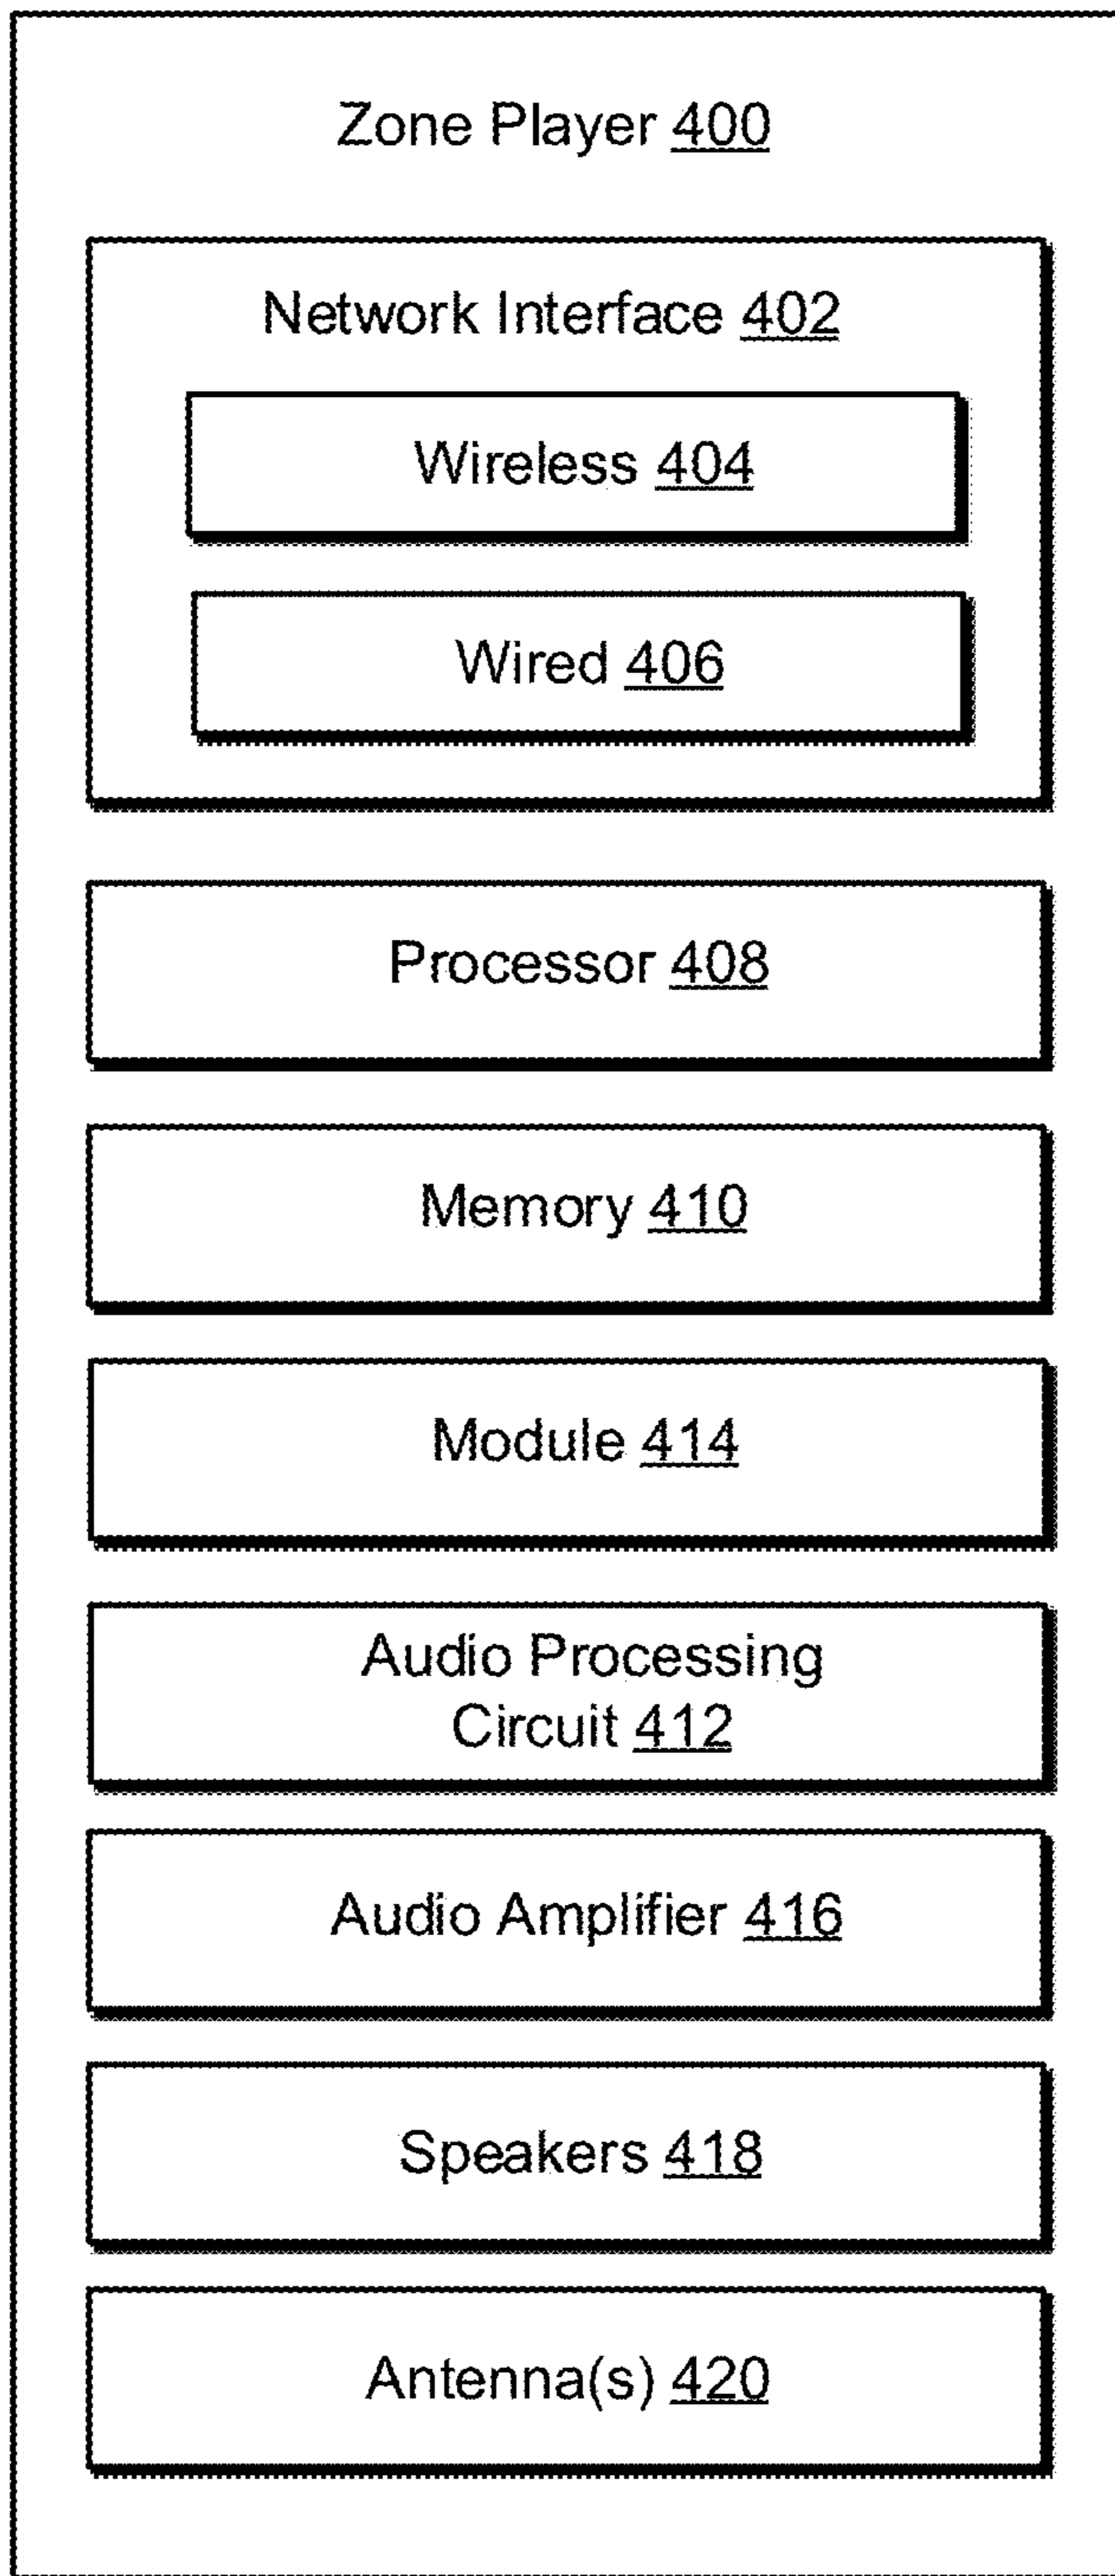 Zone Player 400
Network Interface 402
Wireless 404
Wired 406
Processor 408
Memory 410
Module 414
Audio Processing
Circuit 412
Audio Amplifier 416
Speakers 418
Antenna(s) 420